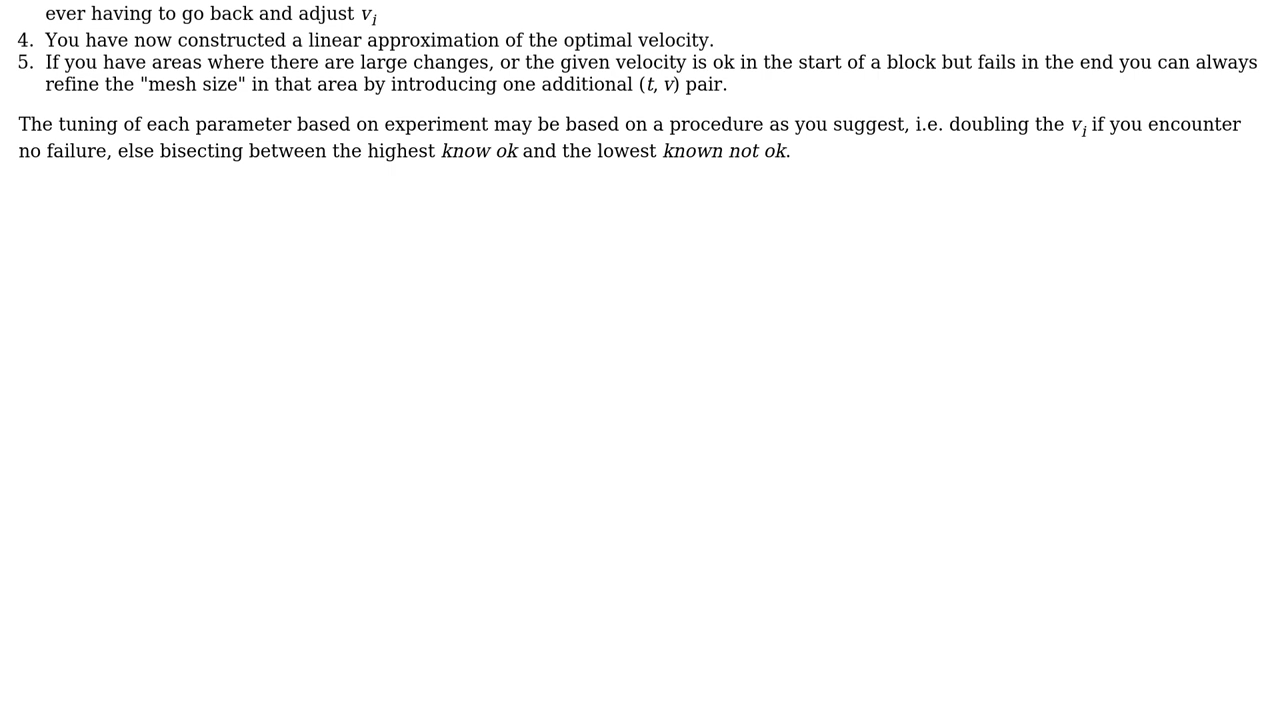 ever having to go back and adjust vi
4. You have now constructed a linear approximation of the optimal velocity.
5. If you have areas where there are large changes, or the given velocity is ok in the start of a block but fails in the end you can always
refine the "mesh size" in that area by introducing one additional (t, v) pair.
The tuning of each parameter based on experiment may be based on a procedure as you suggest, i.e. doubling the vi if you encounter
no failure, else bisecting between the highest know ok and the lowest known not ok.